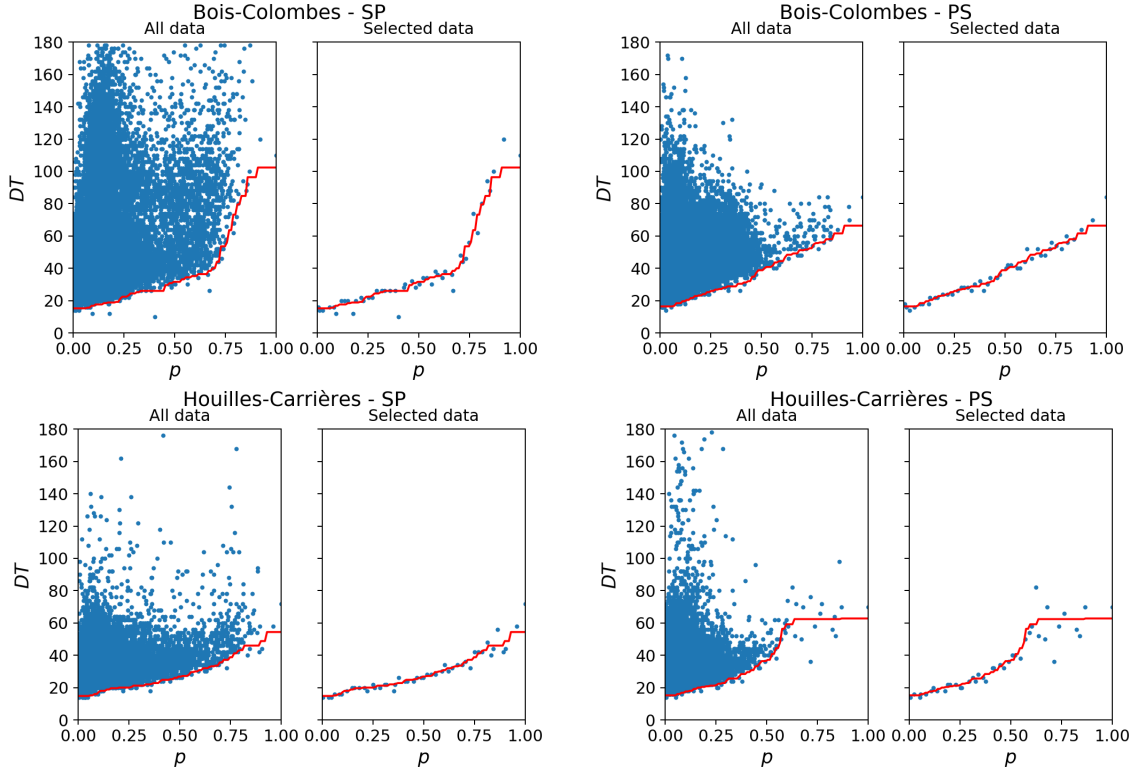 Bois-Colombes - SP
All data
Selected data
180
160
140
120
100
80
60
40
20
0
DT
0.00 0.25 0.50 0.75 1.00
0.00 0.25 0.50 0.75 1.00
p
p
Bois-Colombes - PS
All data
Selected data
180
160
140
120
100
80
60
40
20
0
DT
0.00 0.25 0.50 0.75 1.00
0.00 0.25 0.50 0.75 1.00
p
p
Houilles-Carrières - SP
All data
Selected data
180
160
140
120
100
80
60
40
20
0
DT
0.00 0.25 0.50 0.75 1.00
0.00 0.25 0.50 0.75 1.00
p
p
Houilles-Carrières - PS
All data
Selected data
180
160
140
120
100
80
60
40
20
0
DT
0.00 0.25 0.50 0.75 1.00
0.00 0.25 0.50 0.75 1.00
p
p